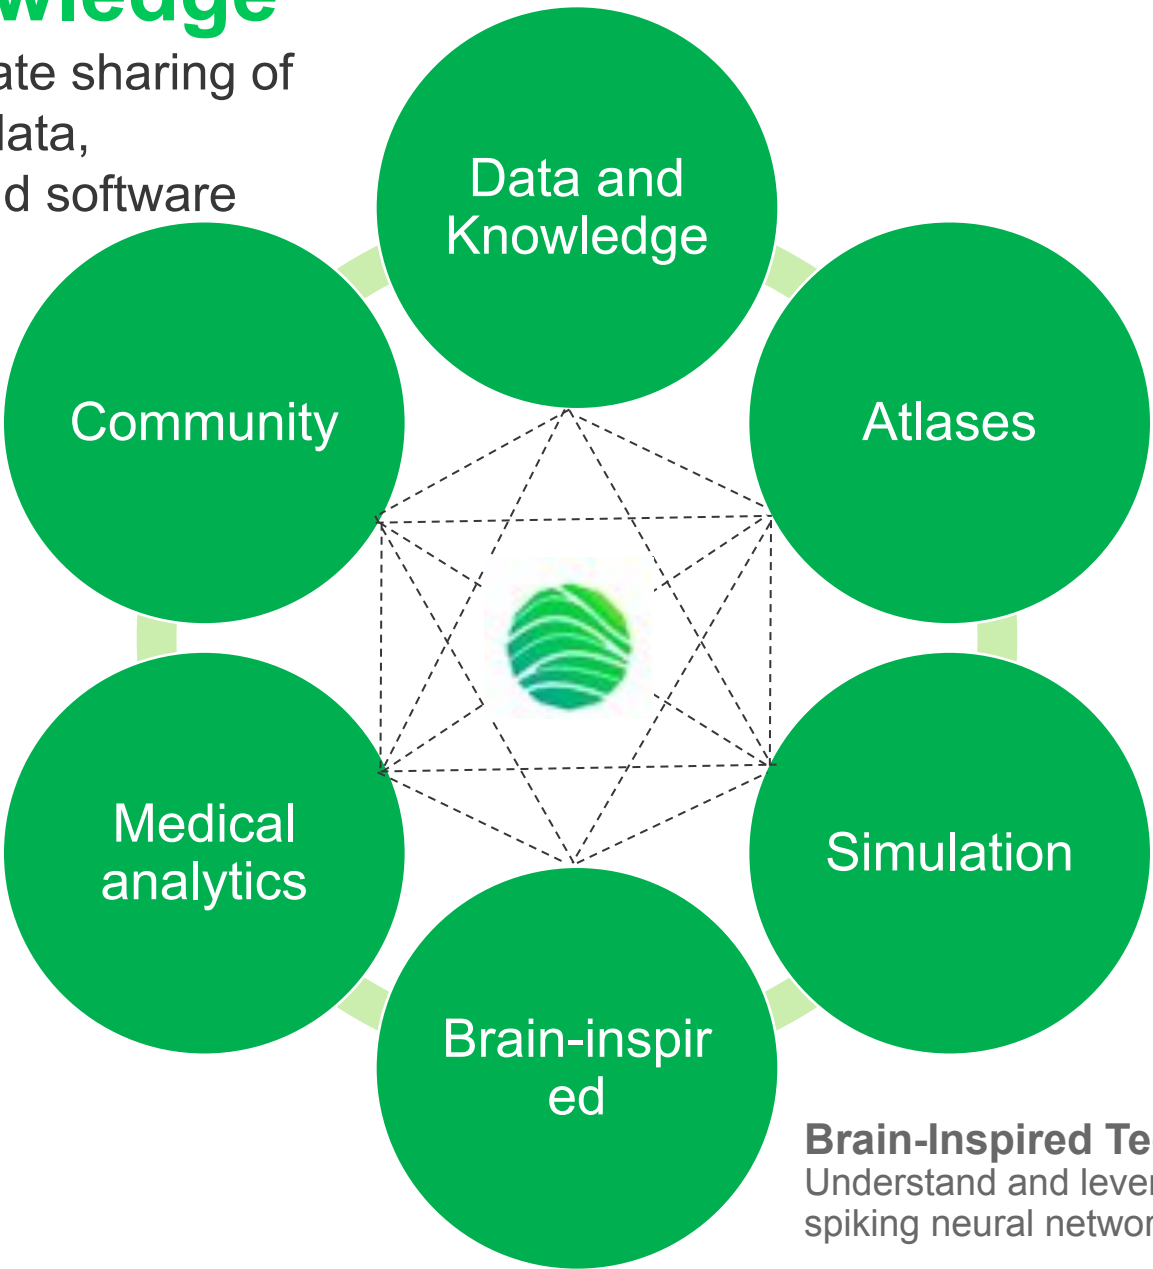 wledge
ate sharing of
data,
d software
Data and
Knowledge
Community
Atlases
Medical
analytics
Simulation
Brain-inspir
ed
Brain-Inspired Te
Understand and lever
spiking neural networ